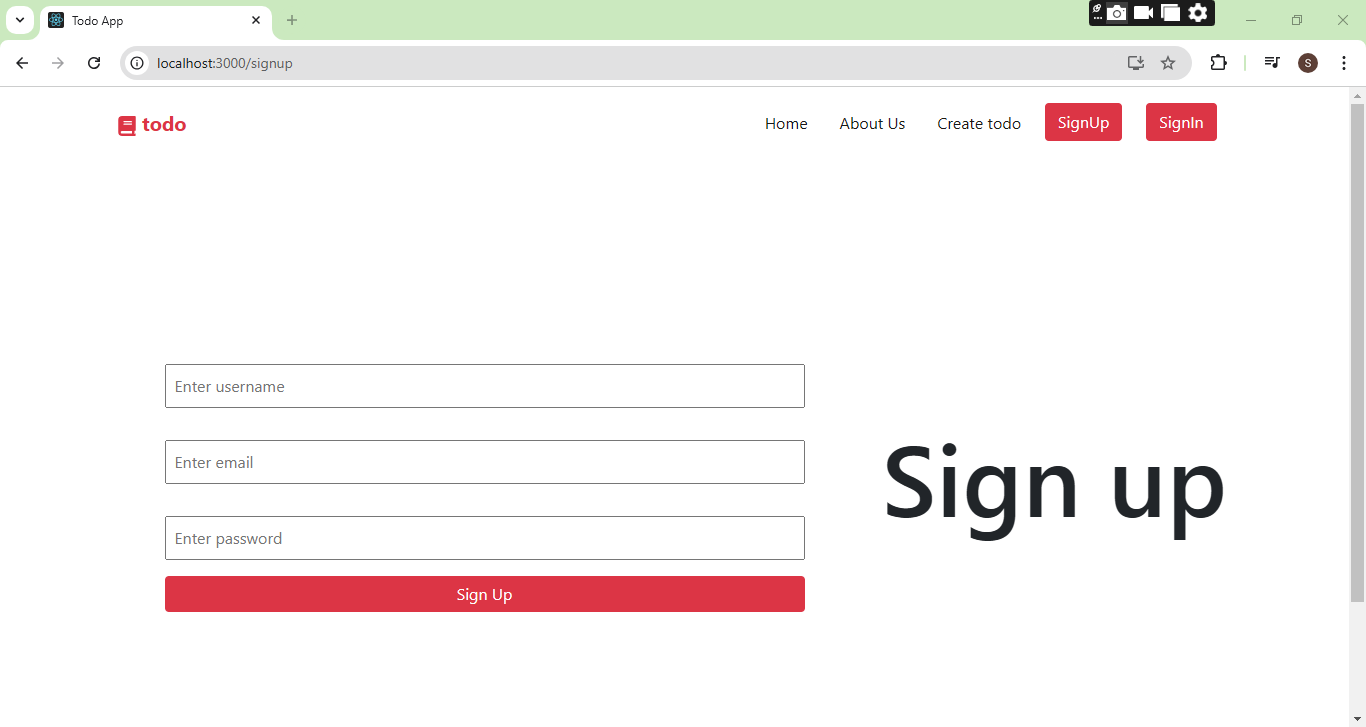 Todo App
localhost:3000/signup
S
todo
Home About Us Create todo SignUp SignIn
Enter username
Enter email
Enter password
Sign Up
Sign up